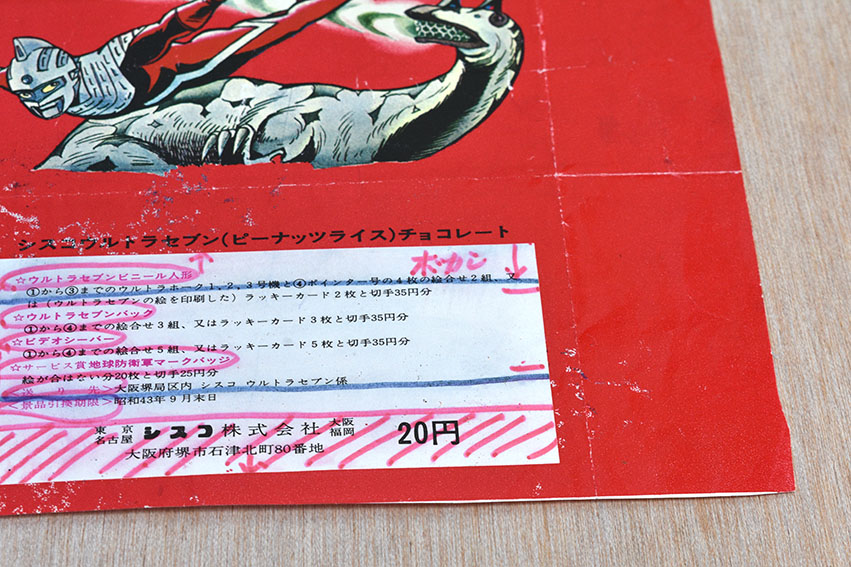 シスコウルトラセブン(ピーナッツライス)チョコレート
ボカシ
☆ウルトラセブンビニール人形
①から③までのウルトラホーク1,2,3号機と④ポインター号の4枚の絵合せ2組、又
は(ウルトラセブンの絵を印刷した)ラッキーカード2枚と切手35円分
☆ウルトラセブンバック
①から④までの絵合せ3組、又はラッキーカード3枚と切手35円分
☆ビデオシーバー
①から④までの絵合せ5組、又はラッキーカード5枚と切手35円分
☆サービス賞地球防衛軍マークバッジ
絵が合はない分20枚と切手25円分
<送り先>大阪堺局区内 シスコ ウルトラセブン係
<景品引換期限>昭和43年9月末日
東京 名古屋 シスコ株式会社 大阪 福岡 20円
大阪府堺市石津北町80番地